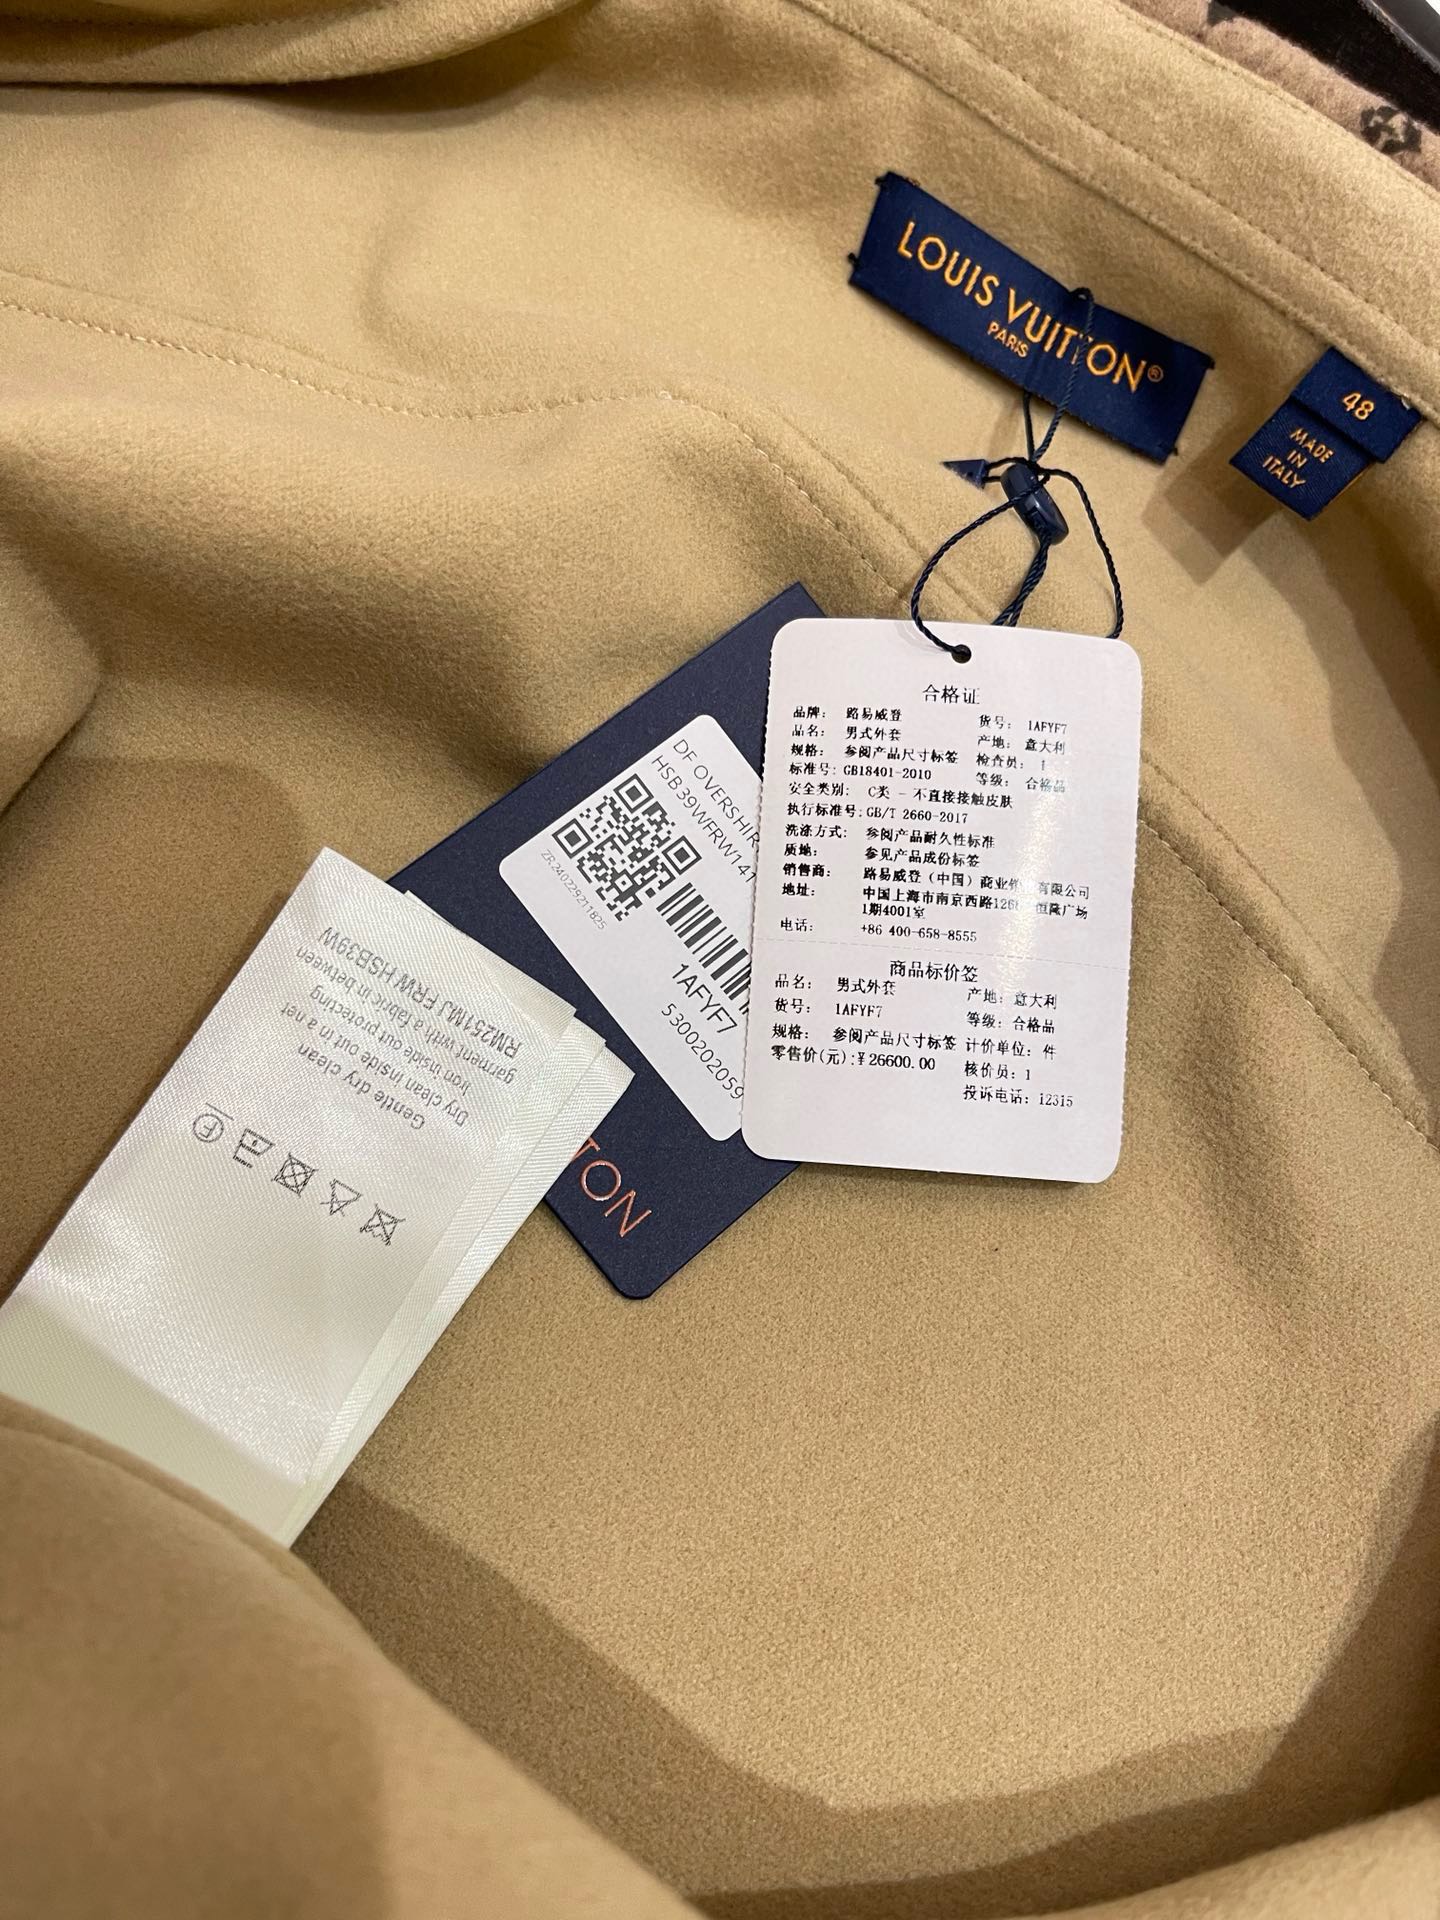 LOUIS VUITTON®
PARIS
48
MADE
IN
ITALY
合格证
品牌： 路易威登 货号： 1AFYF7
品名： 男式外套 产地： 意大利
规格： 参阅产品尺寸标签 检查员： 1
标准号: GB18401-2010 等级： 合格品
安全类别： C类 - 不直接接触皮肤
执行标准号: GB/T 2660-2017
洗涤方式: 参阅产品耐久性标准
质地: 参见产品成份标签
销售商: 路易威登（中国）商业 有限公司
地址: 中国上海市南京西路 恒隆广场
1期4001室
电话: +86 400-658-8555
商品标价签
品名： 男式外套 产地：意大利
货号： 1AFYF7 等级：合格品
规格： 参阅产品尺寸标签 计价单位：件
零售价(元):¥26600.00 核价员：1
投诉电话：12315
DF OVERSHIR
HSB39WFRW141
ZR240229211825
1AFYF7
5300202059
TON
Gentle dry clean
Dry clean inside out in a net
Iron inside out protecting
garment with a fabric in between
RM251MJ FRW HSB39W